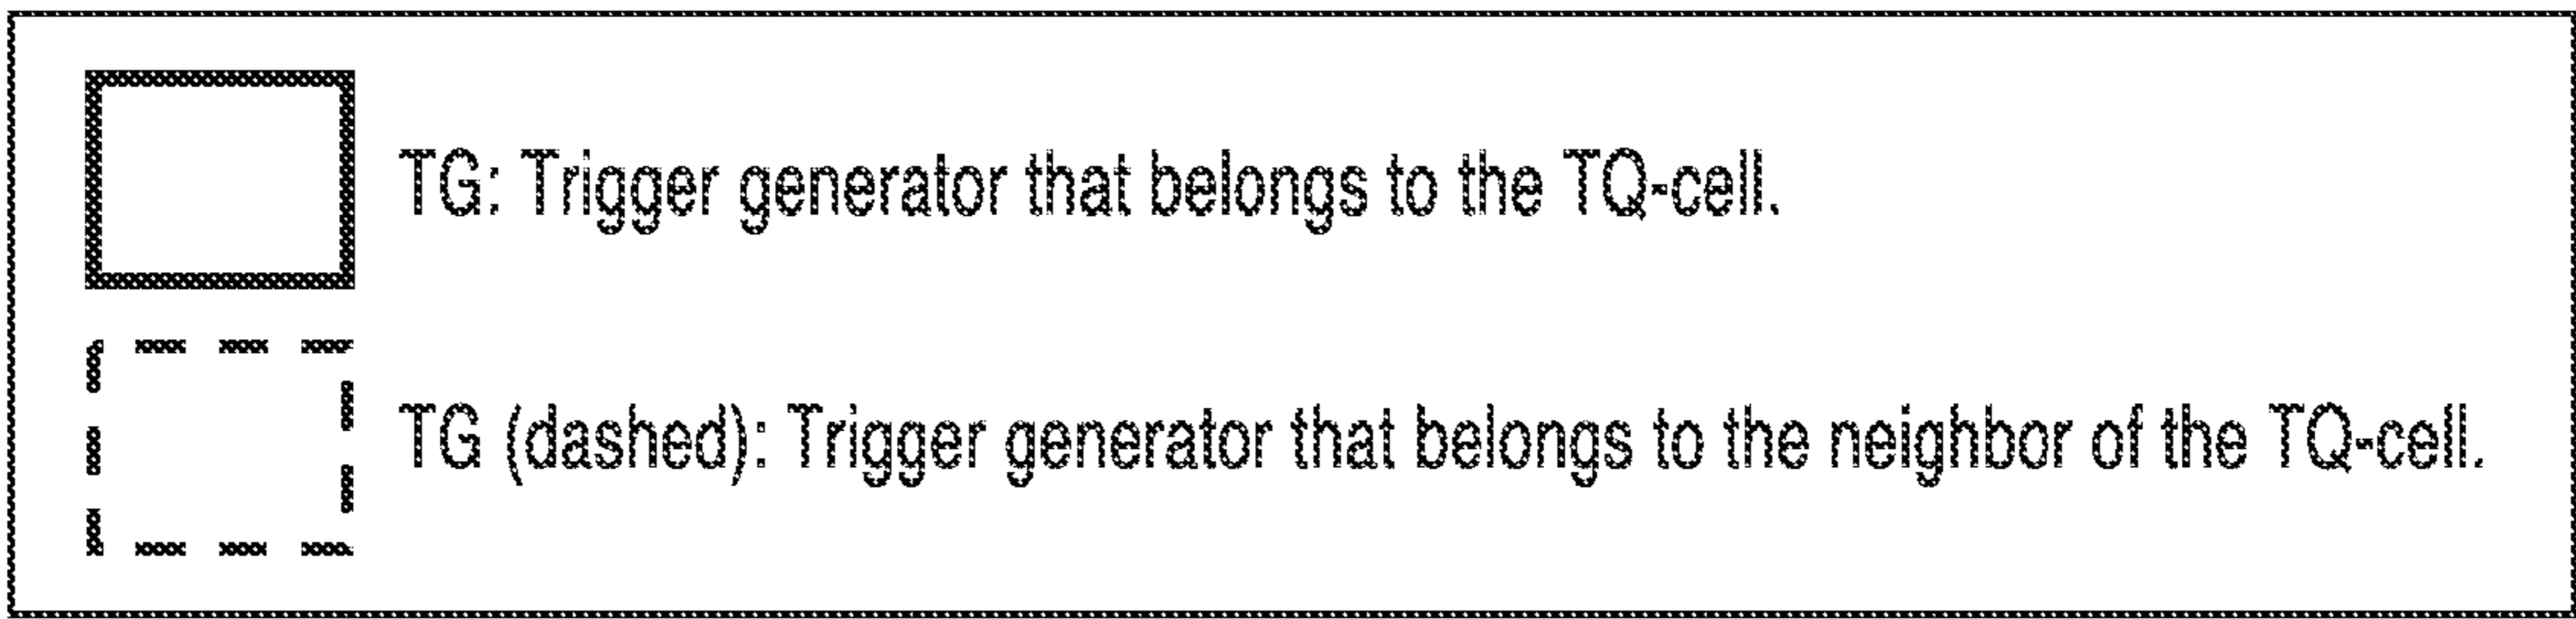 TG: Trigger generator that belongs to the TQ-cell.
TG (dashed): Trigger generator that belongs to the neighbor of the TQ-cell.